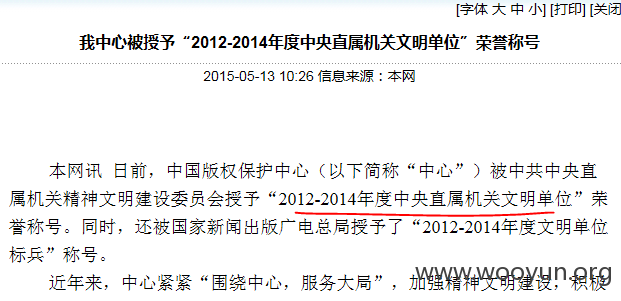 [字体 大 中 小] [打印] [关闭
我中心被授予“2012-2014年度中央直属机关文明单位”荣誉称号
2015-05-13 10:26 信息来源：本网
本网讯 日前，中国版权保护中心（以下简称“中心”）被中共中央直
属机关精神文明建设委员会授予“2012-2014年度中央直属机关文明单位”荣
誉称号。同时，还被国家新闻出版广电总局授予了“2012-2014年度文明单位
标兵”称号。
近年来，中心紧紧“围绕中心，服务大局”，加强精神文明建设，积极
www.wooyun.org